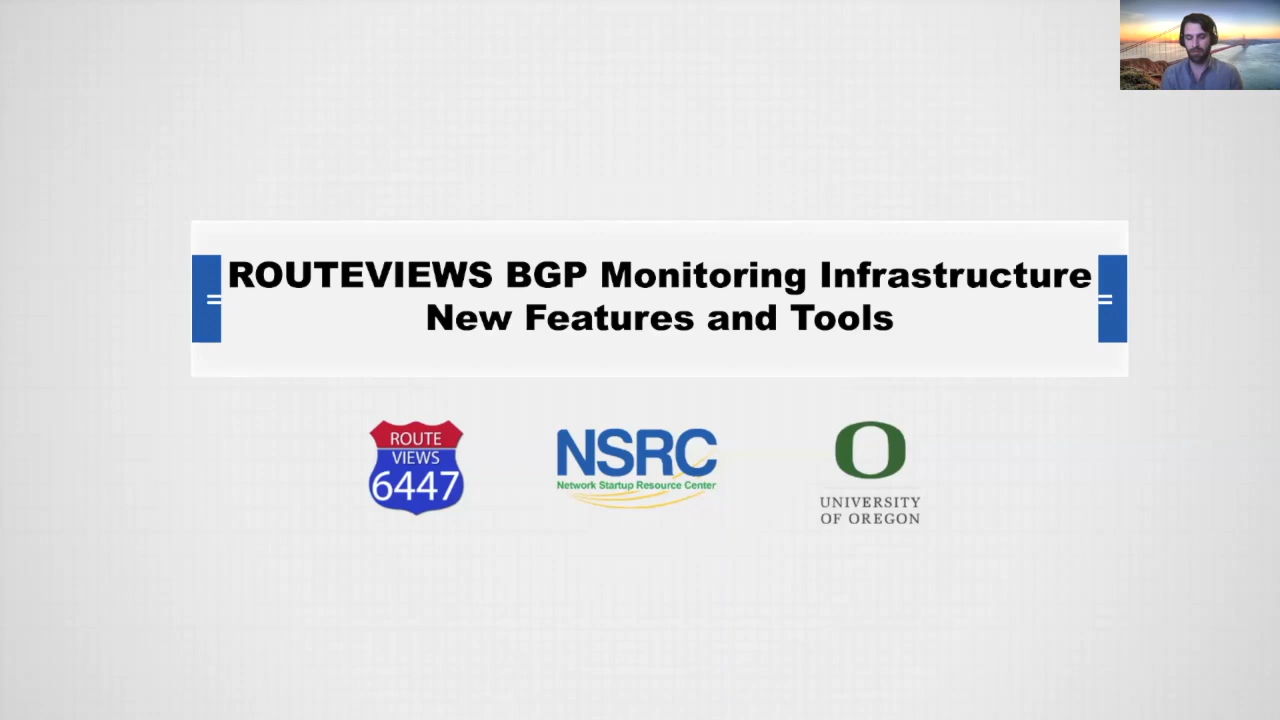 ROUTEVIEWS BGP Monitoring Infrastructure
New Features and Tools
ROUTE
VIEWS
6447
NSRC
Network Startup Resource Center
UNIVERSITY
OF OREGON